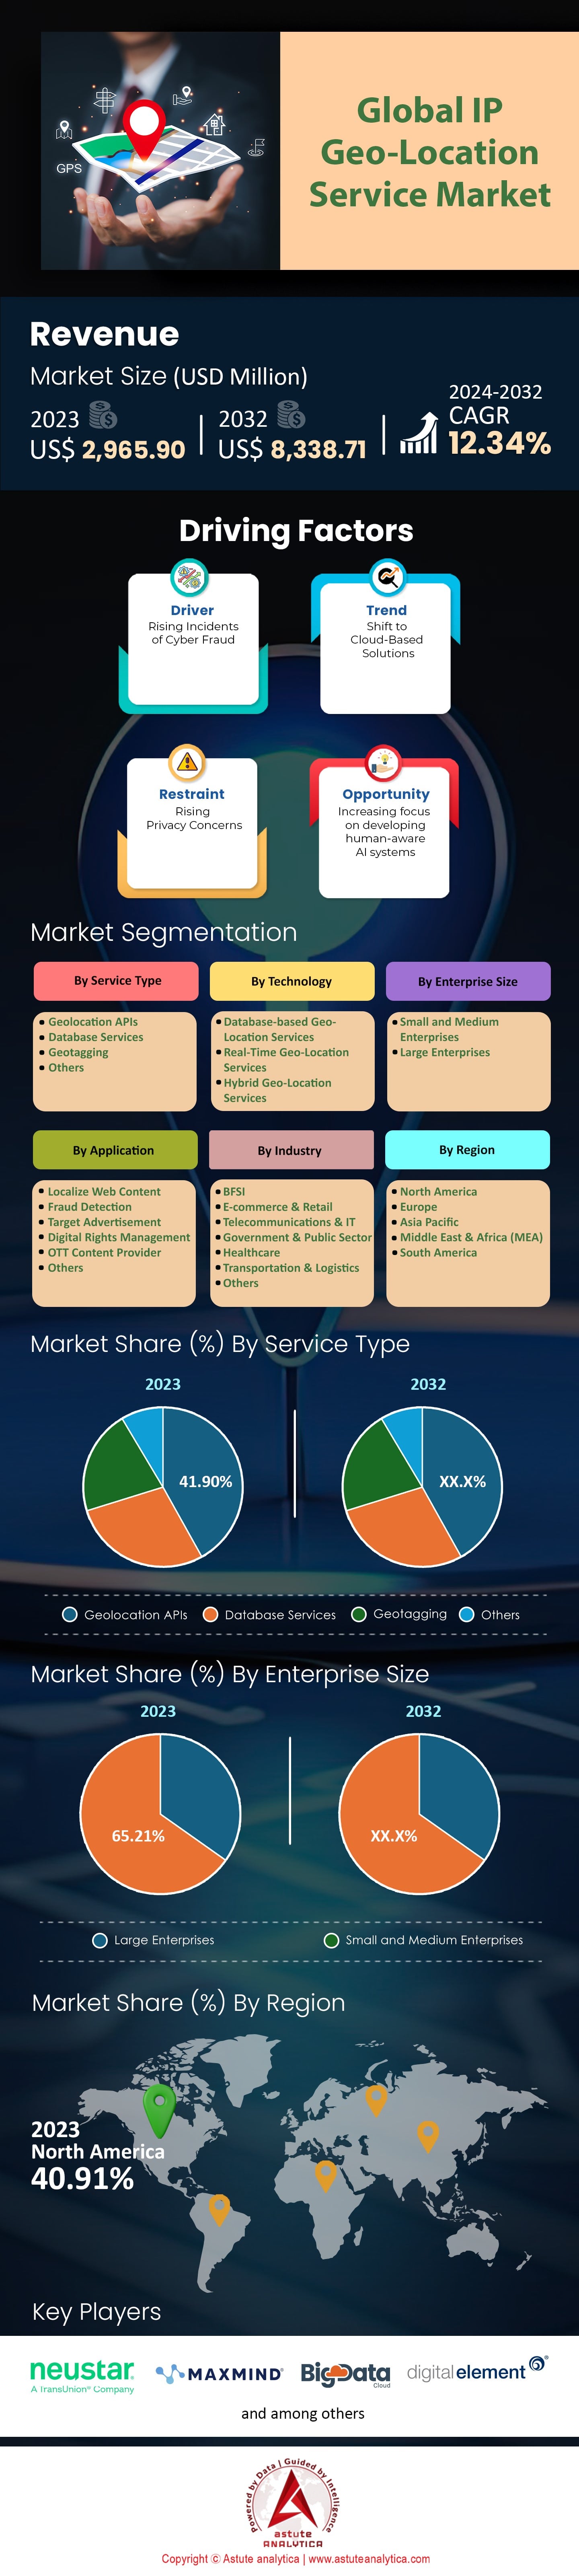 GPS
Global IP
Geo-Location
Service Market
Revenue
Market Size (USD Million)
2023
US$ 2,965.90
2032
US$ 8,338.71
2024-2032
CAGR
12.34%
Driving Factors
Driver
Rising Incidents
of Cyber Fraud
Trend
Shift to
Cloud-Based
Solutions
Restraint
Rising
Privacy Concerns
Opportunity
Increasing focus
on developing
human-aware
AI systems
Market Segmentation
By Service Type
Geolocation APIs
Database Services
Geotagging
Others
By Technology
Database-based Geo-
Location Services
Real-Time Geo-Location
Services
Hybrid Geo-Location
Services
By Enterprise Size
Small and Medium
Enterprises
Large Enterprises
By Application
Localize Web Content
Fraud Detection
Target Advertisement
Digital Rights Management
OTT Content Provider
Others
By Industry
BFSI
E-commerce & Retail
Telecommunications & IT
Government & Public Sector
Healthcare
Transportation & Logistics
Others
By Region
North America
Europe
Asia Pacific
Middle East & Africa (MEA)
South America
Market Share (%) By Service Type
2023
2032
41.90%
XX.X%
Geolocation APIs
Database Services
Geotagging
Others
Market Share (%) By Enterprise Size
2023
2032
65.21%
XX.X%
Large Enterprises
Small and Medium Enterprises
Market Share (%) By Region
2023
North America
40.91%
Key Players
neustar
A TransUnion® Company
MAXMIND®
BigData
Cloud
digital element®
and among others
Powered by Data | Guided by Intelligence
astute
ANALYTICA
Copyright © Astute analytica | www.astuteanalytica.com